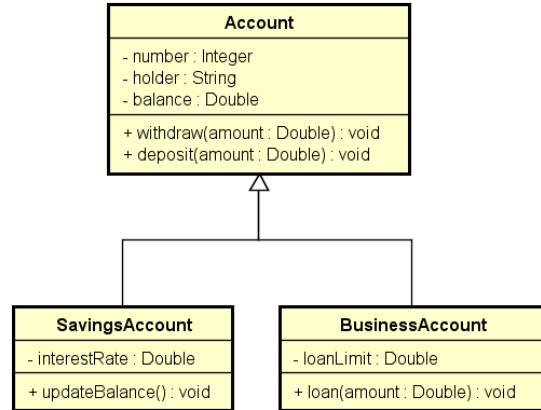 Account
- number : Integer
- holder : String
- balance : Double
+ withdraw(amount : Double) : void
+ deposit(amount : Double) : void
SavingsAccount
- interestRate : Double
+ updateBalance() : void
BusinessAccount
- loanLimit : Double
+ loan(amount : Double) : void